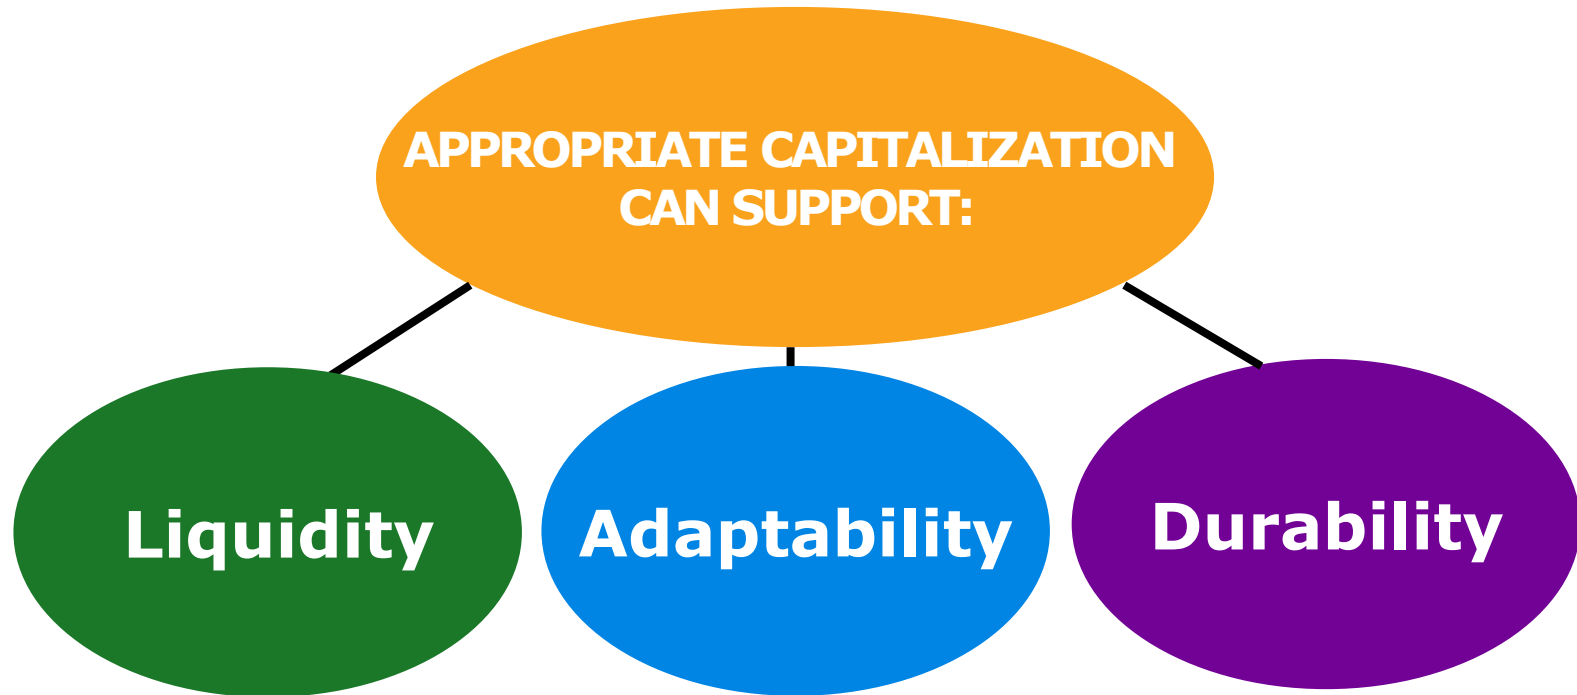 APPROPRIATE CAPITALIZATION
CAN SUPPORT:
Liquidity
Adaptability
Durability